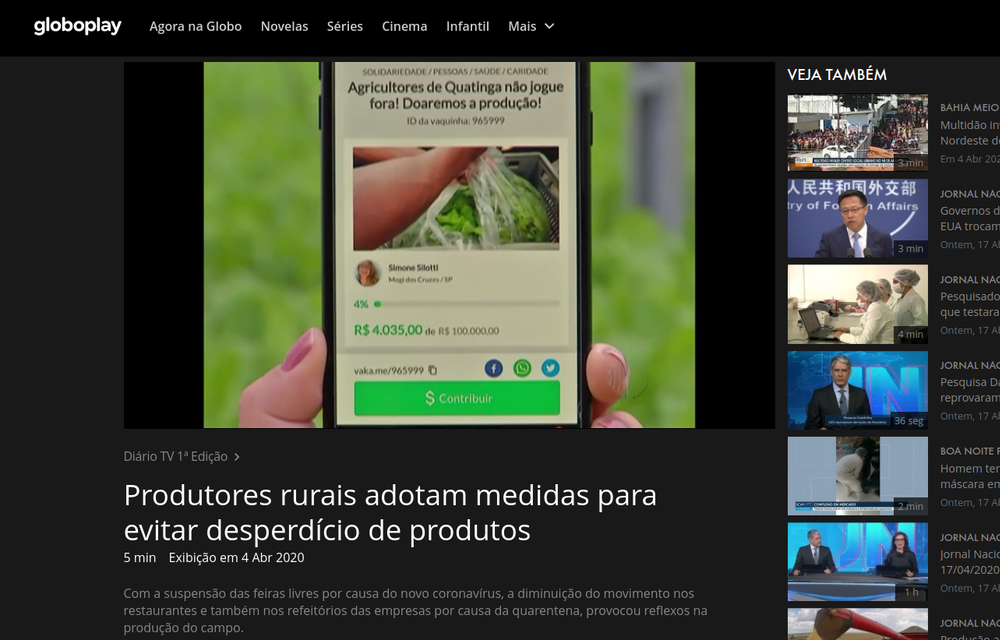 globoplay
Agora na Globo
Novelas
Séries
Cinema
Infantil
Mais
SOLIDARIEDADE / PESSOAS / SAÚDE / CARIDADE
Agricultores de Quatinga não jogue
fora! Doaremos a produção!
ID da vaquinha: 965999
Simone Silotti
Mogi das Cruzes / SP
4%
R$ 4.035,00 de R$ 100.000,00
vaka.me/965999
$ Contribuir
Diário TV 1ª Edição
Produtores rurais adotam medidas para
evitar desperdício de produtos
5 min Exibição em 4 Abr 2020
Com a suspensão das feiras livres por causa do novo coronavírus, a diminuição do movimento nos
restaurantes e também nos refeitórios das empresas por causa da quarentena, provocou reflexos na
produção do campo.
VEJA TAMBÉM
3 min
BAHIA MEIO
Multidão in
Nordeste d
Em 4 Abr 202
人民共和国外交部
try of Foreign Affairs
3 min
JORNAL NAC
Governos d
EUA trocam
Ontem, 17 A
4 min
JORNAL NAC
Pesquisado
que testara
Ontem, 17 A
36 seg
JORNAL NAC
Pesquisa Da
reprovaram
Ontem, 17 A
2 min
BOA NOITE P
Homem ter
máscara em
Ontem, 17 A
1 h
JORNAL NAC
Jornal Nacio
17/04/2020
Ontem, 17 A
JORNAL NAC